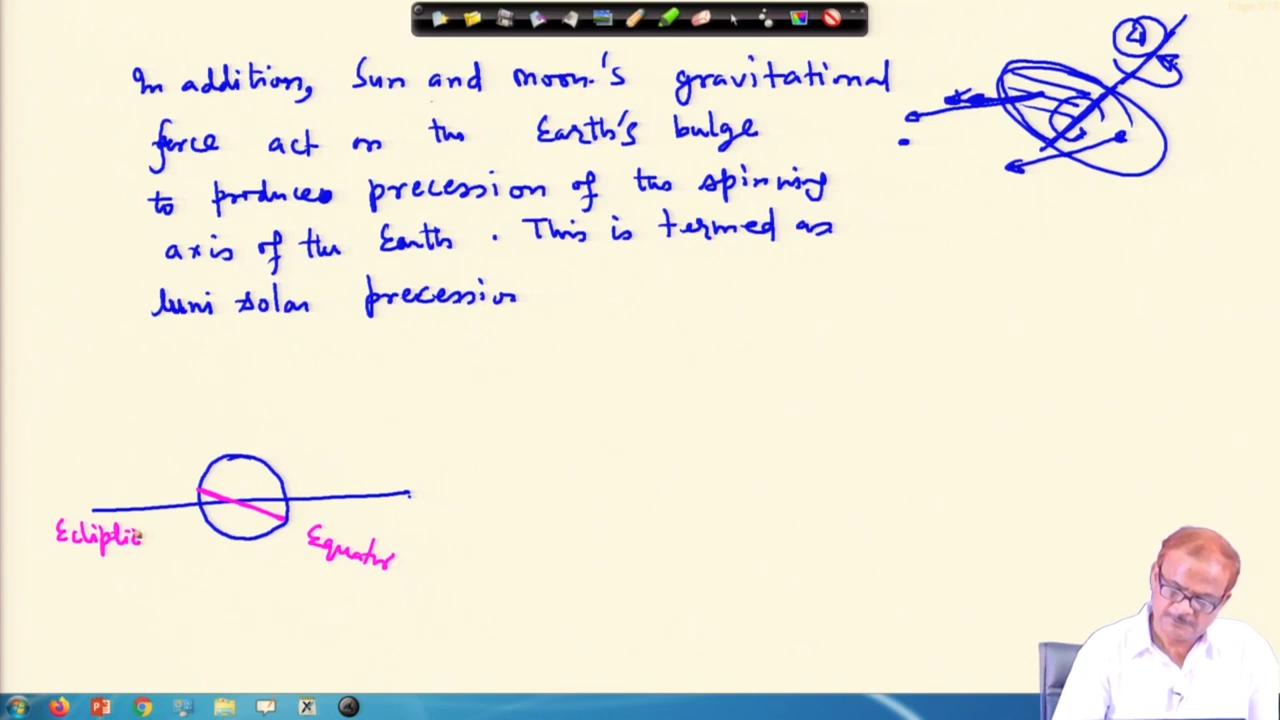 In addition, Sun and moon's gravitational
force act on the Earth's bulge
to produce precession of the spinning
axis of the Earth. This is termed as
luni solar precession
4
Ecliptic
Equator